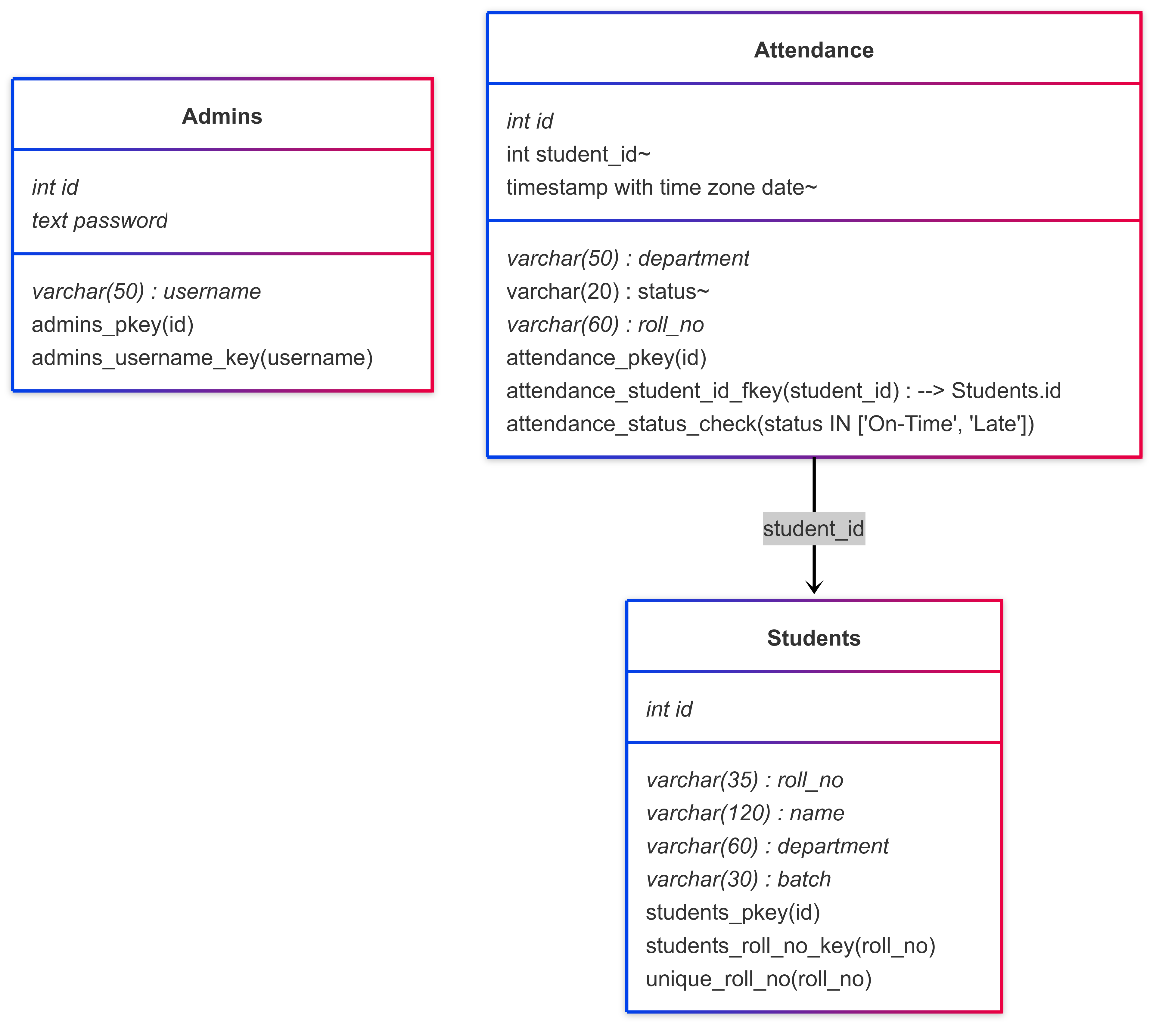 Admins
int id
text password
varchar(50) : username
admins_pkey(id)
admins_username_key(username)
Attendance
int id
int student_id~
timestamp with time zone date~
varchar(50) : department
varchar(20) : status~
varchar(60) : roll_no
attendance_pkey(id)
attendance_student_id_fkey(student_id) : --> Students.id
attendance_status_check(status IN ['On-Time', 'Late'])
student_id
Students
int id
varchar(35) : roll_no
varchar(120) : name
varchar(60) : department
varchar(30) : batch
students_pkey(id)
students_roll_no_key(roll_no)
unique_roll_no(roll_no)